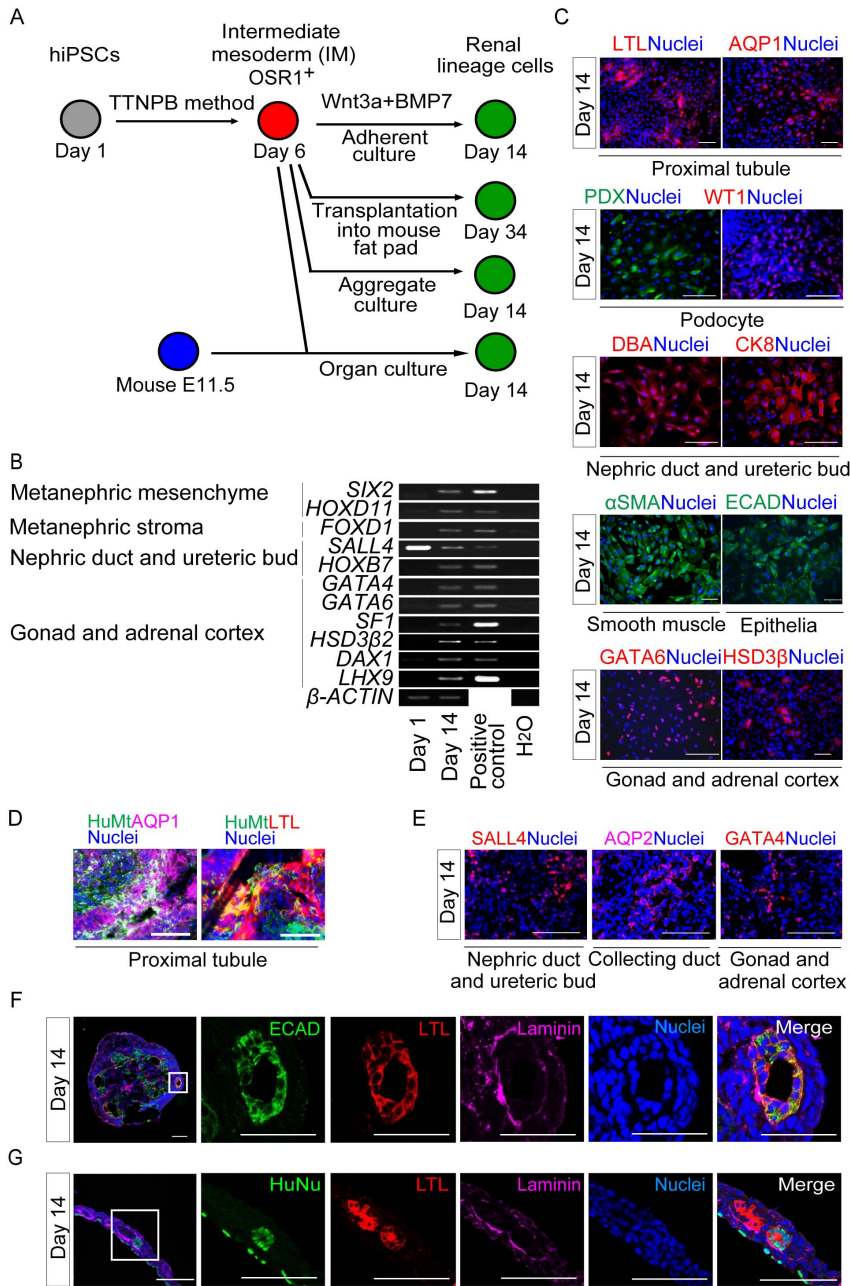 A
hiPSCs
Intermediate
mesoderm (IM)
OSR1+
Renal
lineage cells
TTNPB method
Wnt3a+BMP7
Day 1
Day 6
Adherent
culture
Day 14
Transplantation
into mouse
fat pad
Day 34
Aggregate
culture
Day 14
Mouse E11.5
Organ culture
Day 14
B
Metanephric mesenchyme
SIX2
HOXD11
Metanephric stroma
FOXD1
Nephric duct and ureteric bud
SALL4
HOXB7
Gonad and adrenal cortex
GATA4
GATA6
SF1
HSD3β2
DAX1
LHX9
β-ACTIN
Day 1
Day 14
Positive
control
H2O
C
LTLNuclei AQP1Nuclei
Day 14
Proximal tubule
PDXNuclei WT1Nuclei
Day 14
Podocyte
DBANuclei CK8Nuclei
Day 14
Nephric duct and ureteric bud
αSMANuclei ECADNuclei
Day 14
Smooth muscle Epithelia
GATA6Nuclei HSD3βNuclei
Day 14
Gonad and adrenal cortex
D
HuMtAQP1
Nuclei
HuMtLTL
Nuclei
Proximal tubule
E
SALL4Nuclei AQP2Nuclei GATA4Nuclei
Day 14
Nephric duct
and ureteric bud
Collecting duct
Gonad and
adrenal cortex
F
Day 14
ECAD LTL Laminin Nuclei Merge
G
Day 14
HuNu LTL Laminin Nuclei Merge